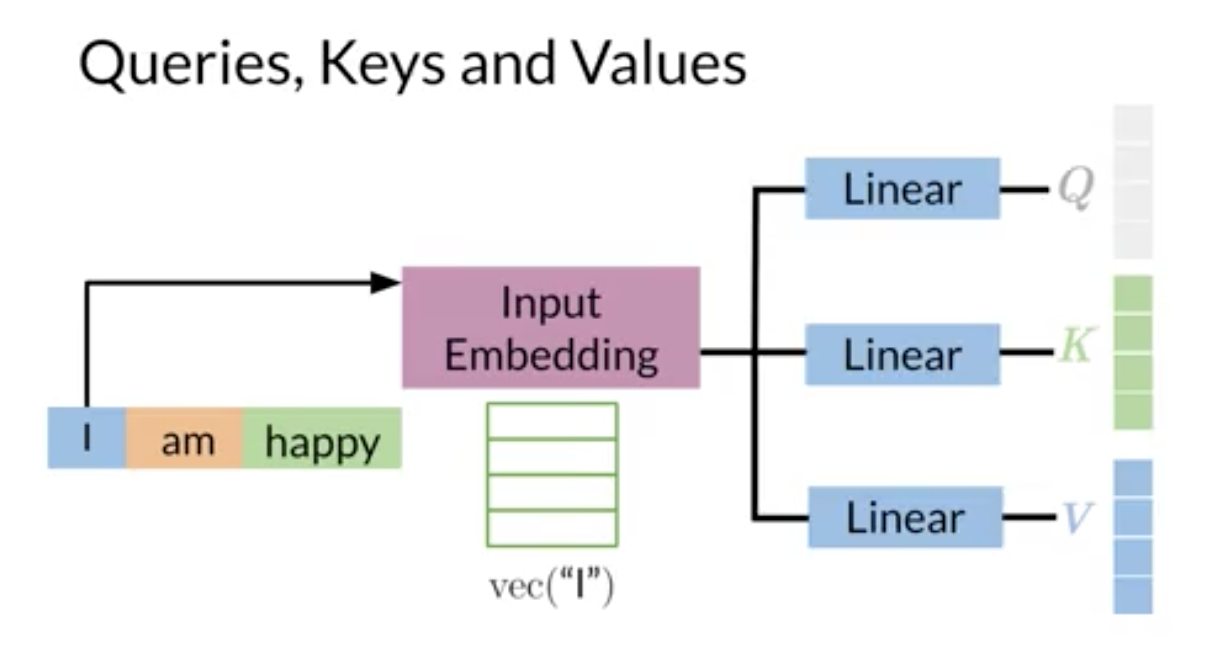 Queries, Keys and Values
Linear
Q
Input
Embedding
Linear
K
I am happy
Linear
V
vec("I")